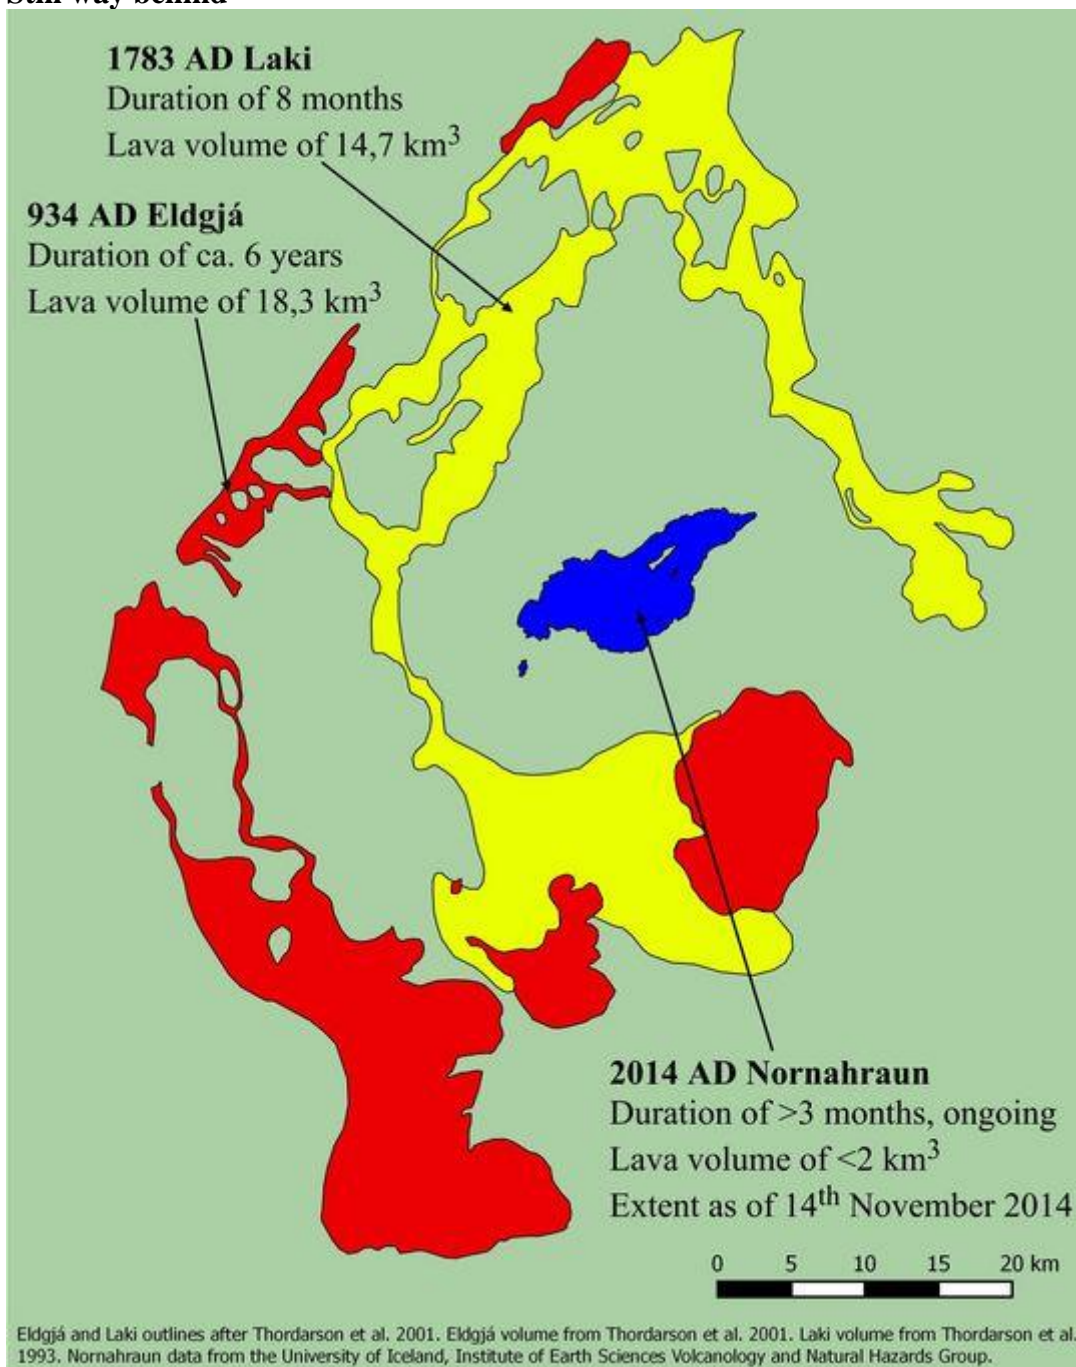 Still way behind
1783 AD Laki
Duration of 8 months
Lava volume of 14,7 km³
934 AD Eldgjá
Duration of ca. 6 years
Lava volume of 18,3 km³
2014 AD Nornahraun
Duration of >3 months, ongoing
Lava volume of <2 km³
Extent as of 14th November 2014
0 5 10 15 20 km
Eldgjá and Laki outlines after Thordarson et al. 2001. Eldgjá volume from Thordarson et al. 2001. Laki volume from Thordarson et al.
1993. Nornahraun data from the University of Iceland, Institute of Earth Sciences Volcanology and Natural Hazards Group.